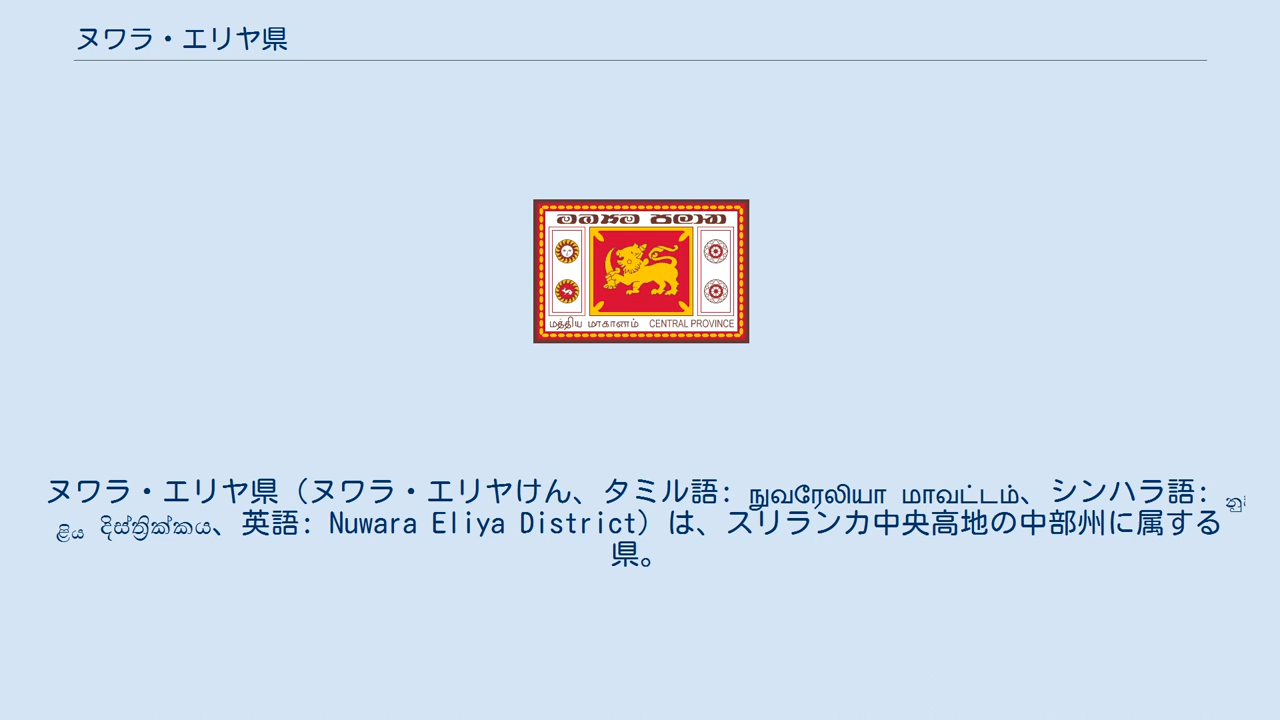 ヌワラ・エリヤ県
මධ්‍යම පළාත
மத்திய மாகாணம் CENTRAL PROVINCE
ヌワラ・エリヤ県（ヌワラ・エリヤけん、タミル語: நுவரேலியா மாவட்டம்、シンハラ語:
ළිය දිස්ත්‍රික්කය、英語: Nuwara Eliya District）は、スリランカ中央高地の中部州に属する
県。